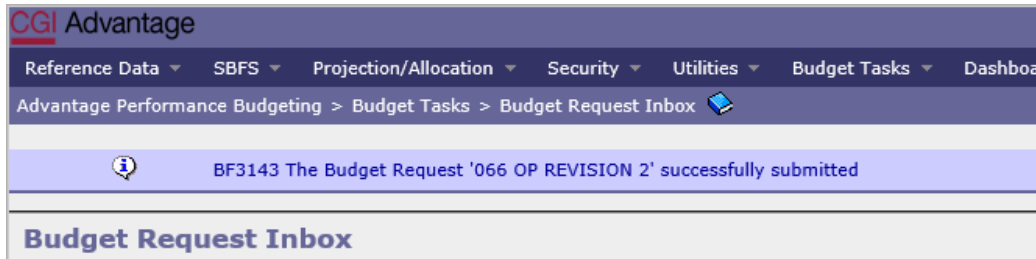 CGI Advantage
Reference Data SBFS Projection/Allocation Security Utilities Budget Tasks Dashboa
Advantage Performance Budgeting > Budget Tasks > Budget Request Inbox
BF3143 The Budget Request '066 OP REVISION 2' successfully submitted
Budget Request Inbox